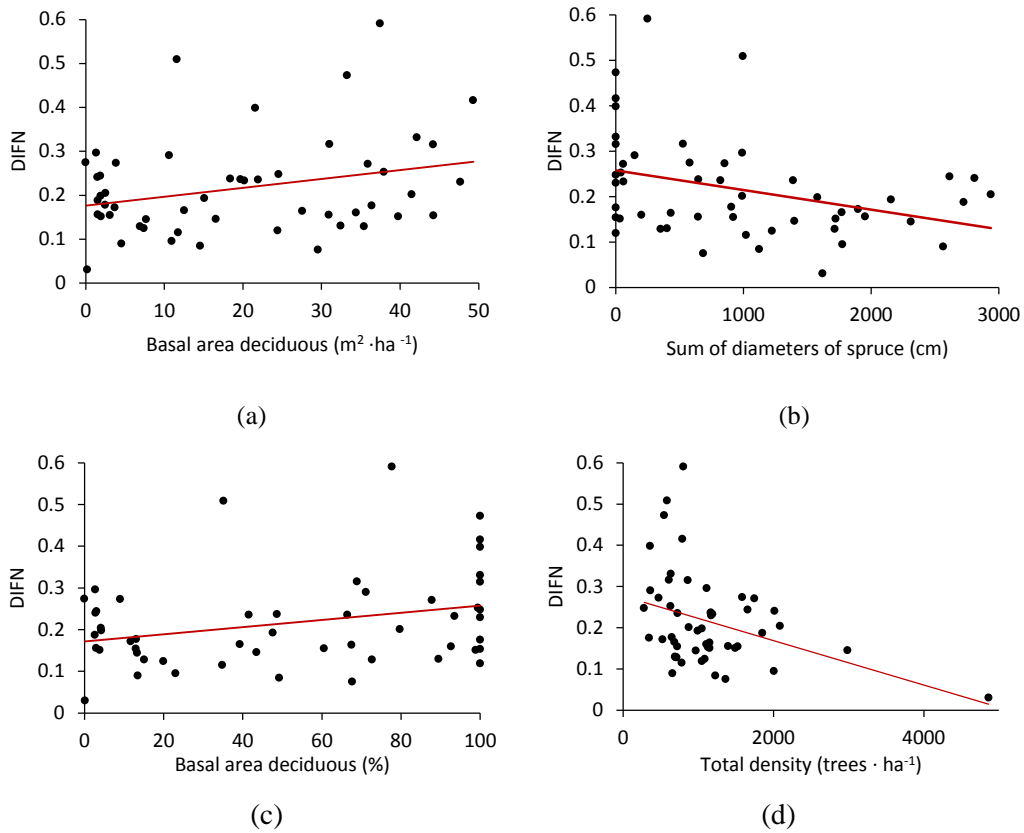 0.6
0.5
0.4
0.3
0.2
0.1
0
DIFN
0 10 20 30 40 50
Basal area deciduous (m² ·ha ⁻¹)
(a)
0.6
0.5
0.4
0.3
0.2
0.1
0
DIFN
0 1000 2000 3000
Sum of diameters of spruce (cm)
(b)
0.6
0.5
0.4
0.3
0.2
0.1
0
DIFN
0 20 40 60 80 100
Basal area deciduous (%)
(c)
0.6
0.5
0.4
0.3
0.2
0.1
0
DIFN
0 2000 4000
Total density (trees · ha⁻¹)
(d)